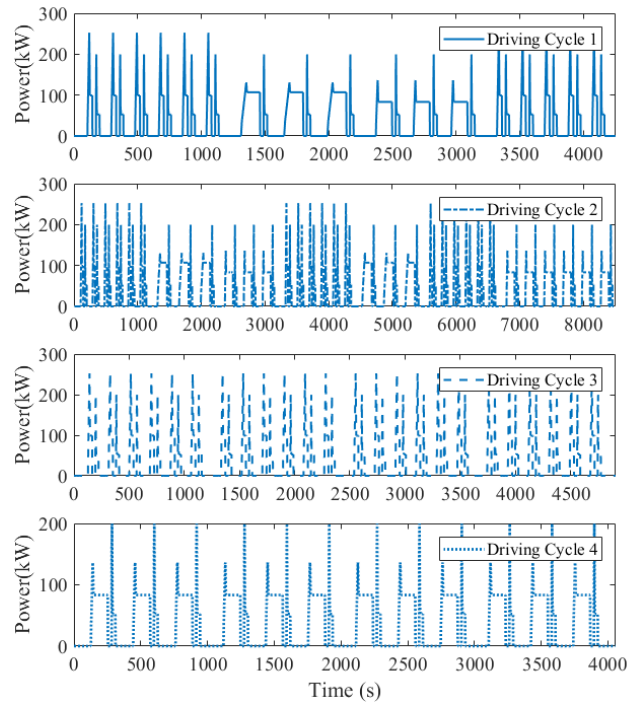 300
200
100
0
Power(kW)
Driving Cycle 1
0 500 1000 1500 2000 2500 3000 3500 4000
300
200
100
0
Power(kW)
Driving Cycle 2
0 1000 2000 3000 4000 5000 6000 7000 8000
300
200
100
0
Power(kW)
Driving Cycle 3
0 500 1000 1500 2000 2500 3000 3500 4000 4500
200
100
0
Power(kW)
Driving Cycle 4
0 500 1000 1500 2000 2500 3000 3500 4000
Time (s)